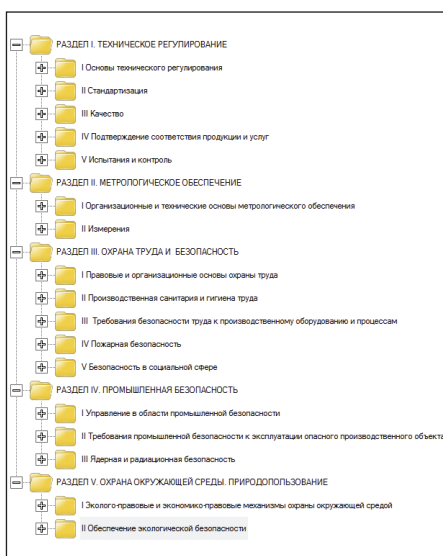 РАЗДЕЛ I. ТЕХНИЧЕСКОЕ РЕГУЛИРОВАНИЕ
I Основы технического регулирования
II Стандартизация
III Качество
IV Подтверждение соответствия продукции и услуг
V Испытания и контроль
РАЗДЕЛ II. МЕТРОЛОГИЧЕСКОЕ ОБЕСПЕЧЕНИЕ
I Организационные и технические основы метрологического обеспечения
II Измерения
РАЗДЕЛ III. ОХРАНА ТРУДА И БЕЗОПАСНОСТЬ
I Правовые и организационные основы охраны труда
II Производственная санитария и гигиена труда
III Требования безопасности труда к производственному оборудованию и процессам
IV Пожарная безопасность
V Безопасность в социальной сфере
РАЗДЕЛ IV. ПРОМЫШЛЕННАЯ БЕЗОПАСНОСТЬ
I Управление в области промышленной безопасности
II Требования промышленной безопасности к эксплуатации опасного производственного объекта
III Ядерная и радиационная безопасность
РАЗДЕЛ V. ОХРАНА ОКРУЖАЮЩЕЙ СРЕДЫ. ПРИРОДОПОЛЬЗОВАНИЕ
I Эколого-правовые и экономико-правовые механизмы охраны окружающей средой
II Обеспечение экологической безопасности